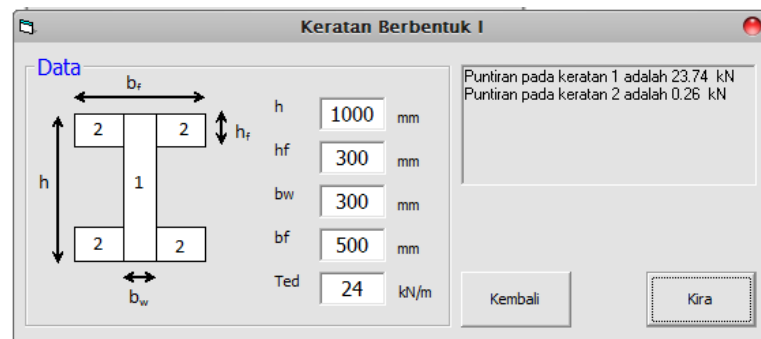 Keratan Berbentuk I
Data
bf
2 2 hf
h 1
2 2
bw
h 1000 mm
hf 300 mm
bw 300 mm
bf 500 mm
Ted 24 kN/m
Puntiran pada keratan 1 adalah 23.74 kN
Puntiran pada keratan 2 adalah 0.26 kN
Kembali
Kira